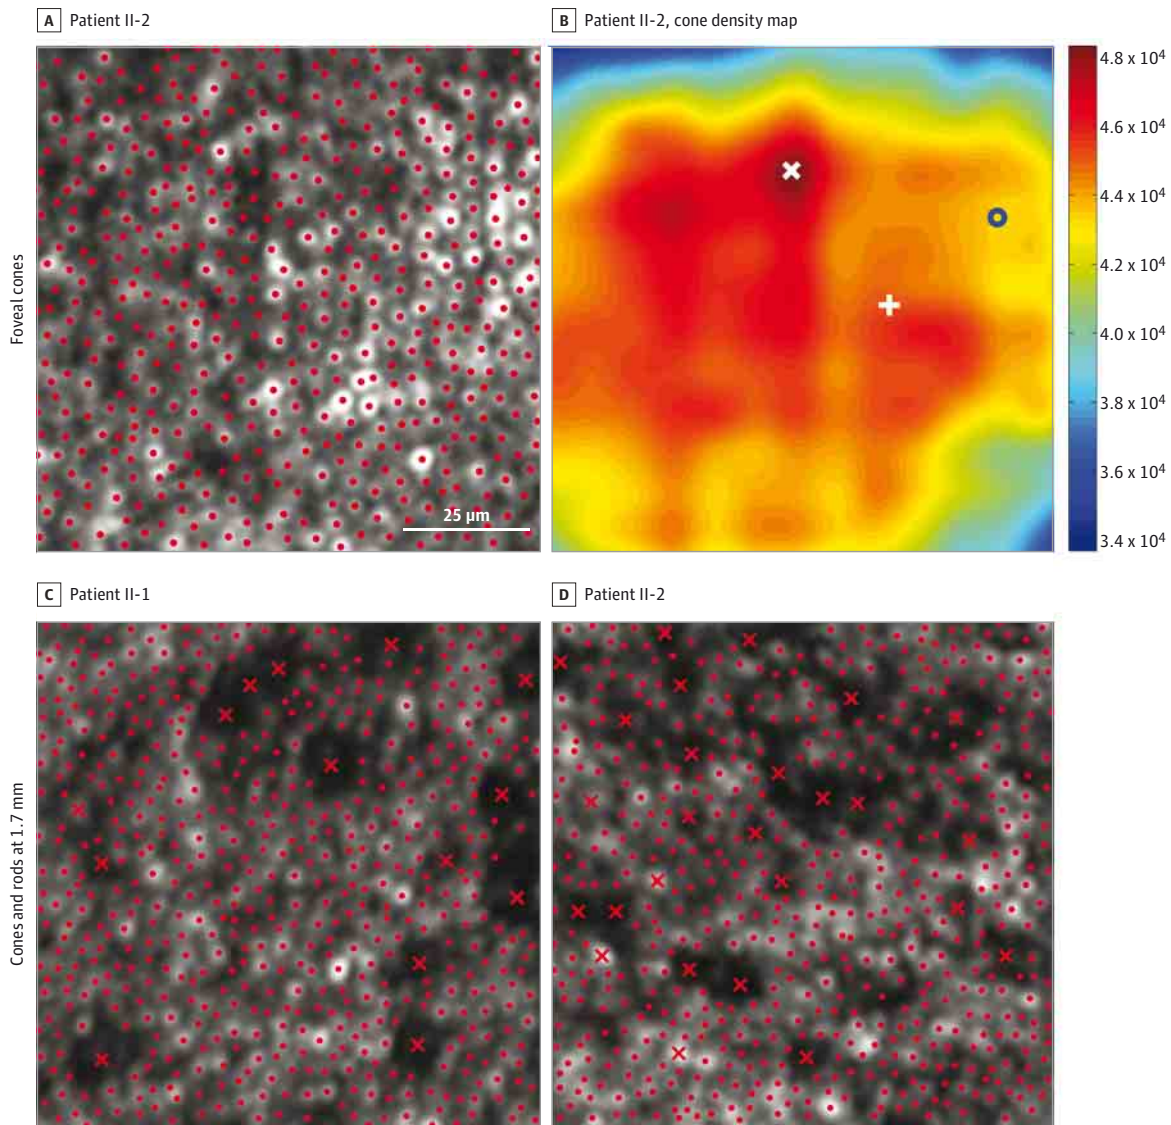 A Patient II-2
B Patient II-2, cone density map
Foveal cones
25 µm
4.8 x 10⁴
4.6 x 10⁴
4.4 x 10⁴
4.2 x 10⁴
4.0 x 10⁴
3.8 x 10⁴
3.6 x 10⁴
3.4 x 10⁴
C Patient II-1
D Patient II-2
Cones and rods at 1.7 mm